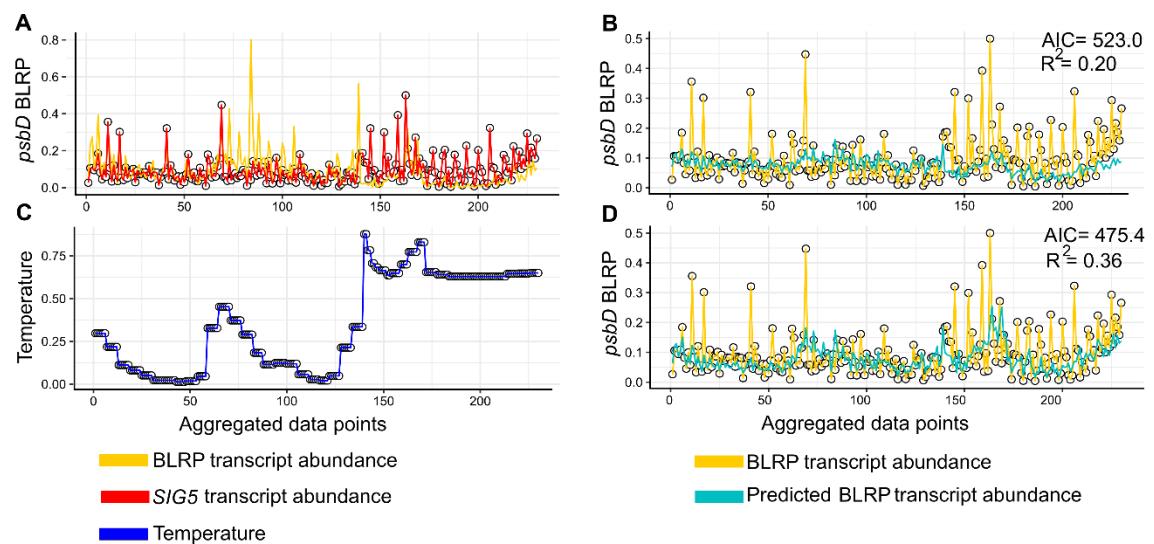 A
psbD BLRP
0.8
0.6
0.4
0.2
0.0
0
50
100
150
200
B
AIC= 523.0
R2= 0.20
psbD BLRP
0.5
0.4
0.3
0.2
0.1
0.0
0
50
100
150
200
C
Temperature
0.75
0.50
0.25
0.00
0
50
100
150
200
Aggregated data points
D
AIC= 475.4
R2= 0.36
psbD BLRP
0.5
0.4
0.3
0.2
0.1
0.0
0
50
100
150
200
Aggregated data points
BLRP transcript abundance
SIG5 transcript abundance
Temperature
BLRP transcript abundance
Predicted BLRP transcript abundance